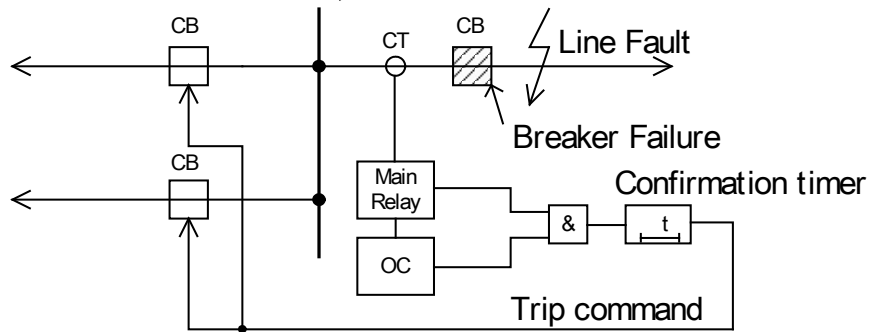 CB
CT
CB
Line Fault
Breaker Failure
CB
Main
Relay
Confirmation timer
&
t
OC
Trip command